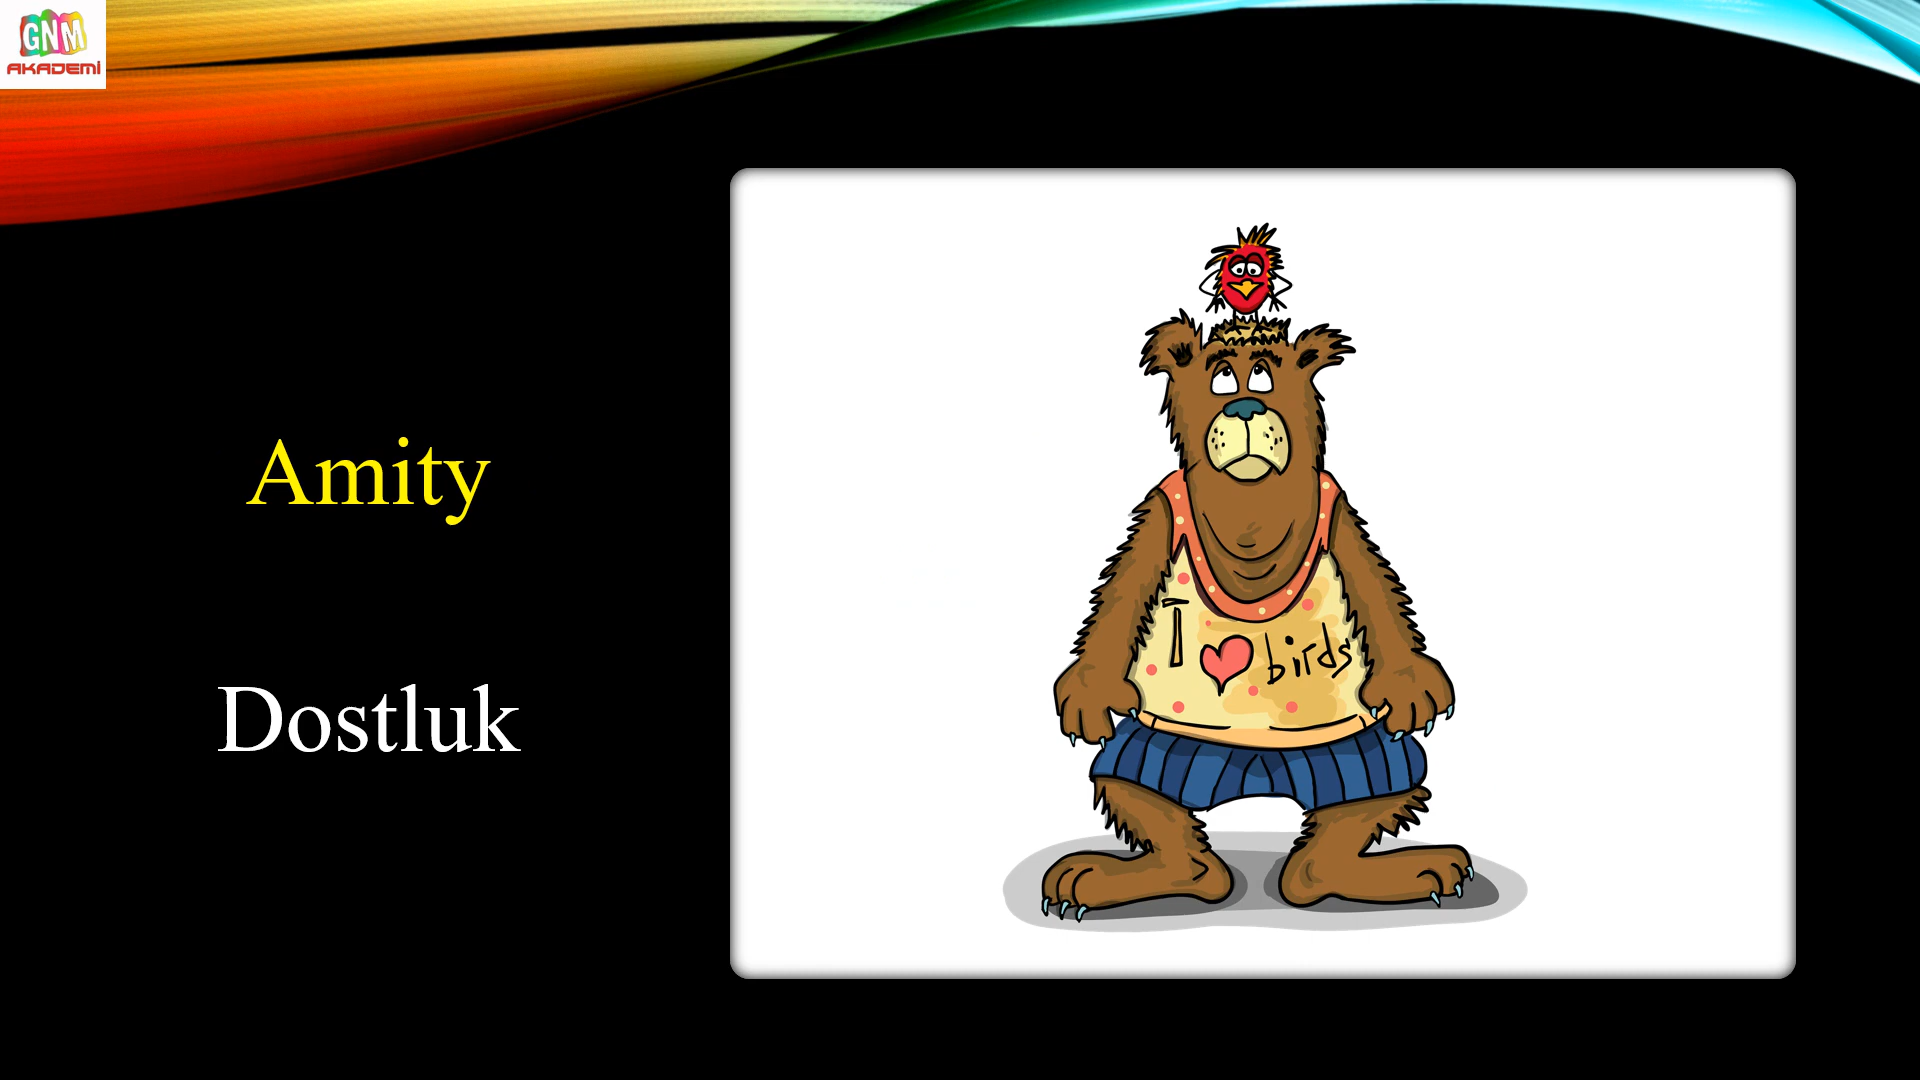 GNM
AKADEMİ
Amity
Dostluk
I ♥ birds